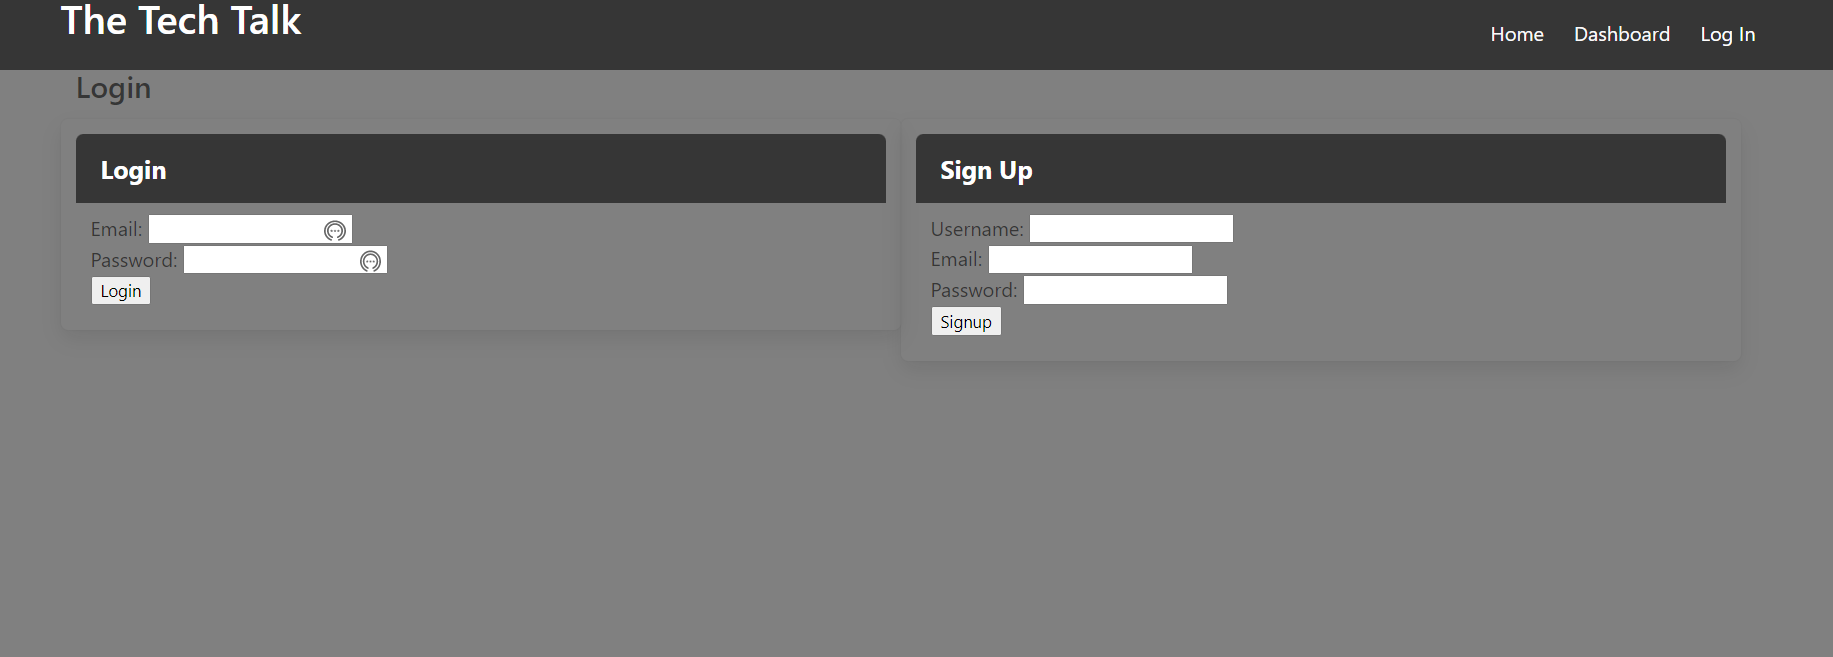 The Tech Talk
Home Dashboard Log In
Login
Login
Email:
Password:
Login
Sign Up
Username:
Email:
Password:
Signup